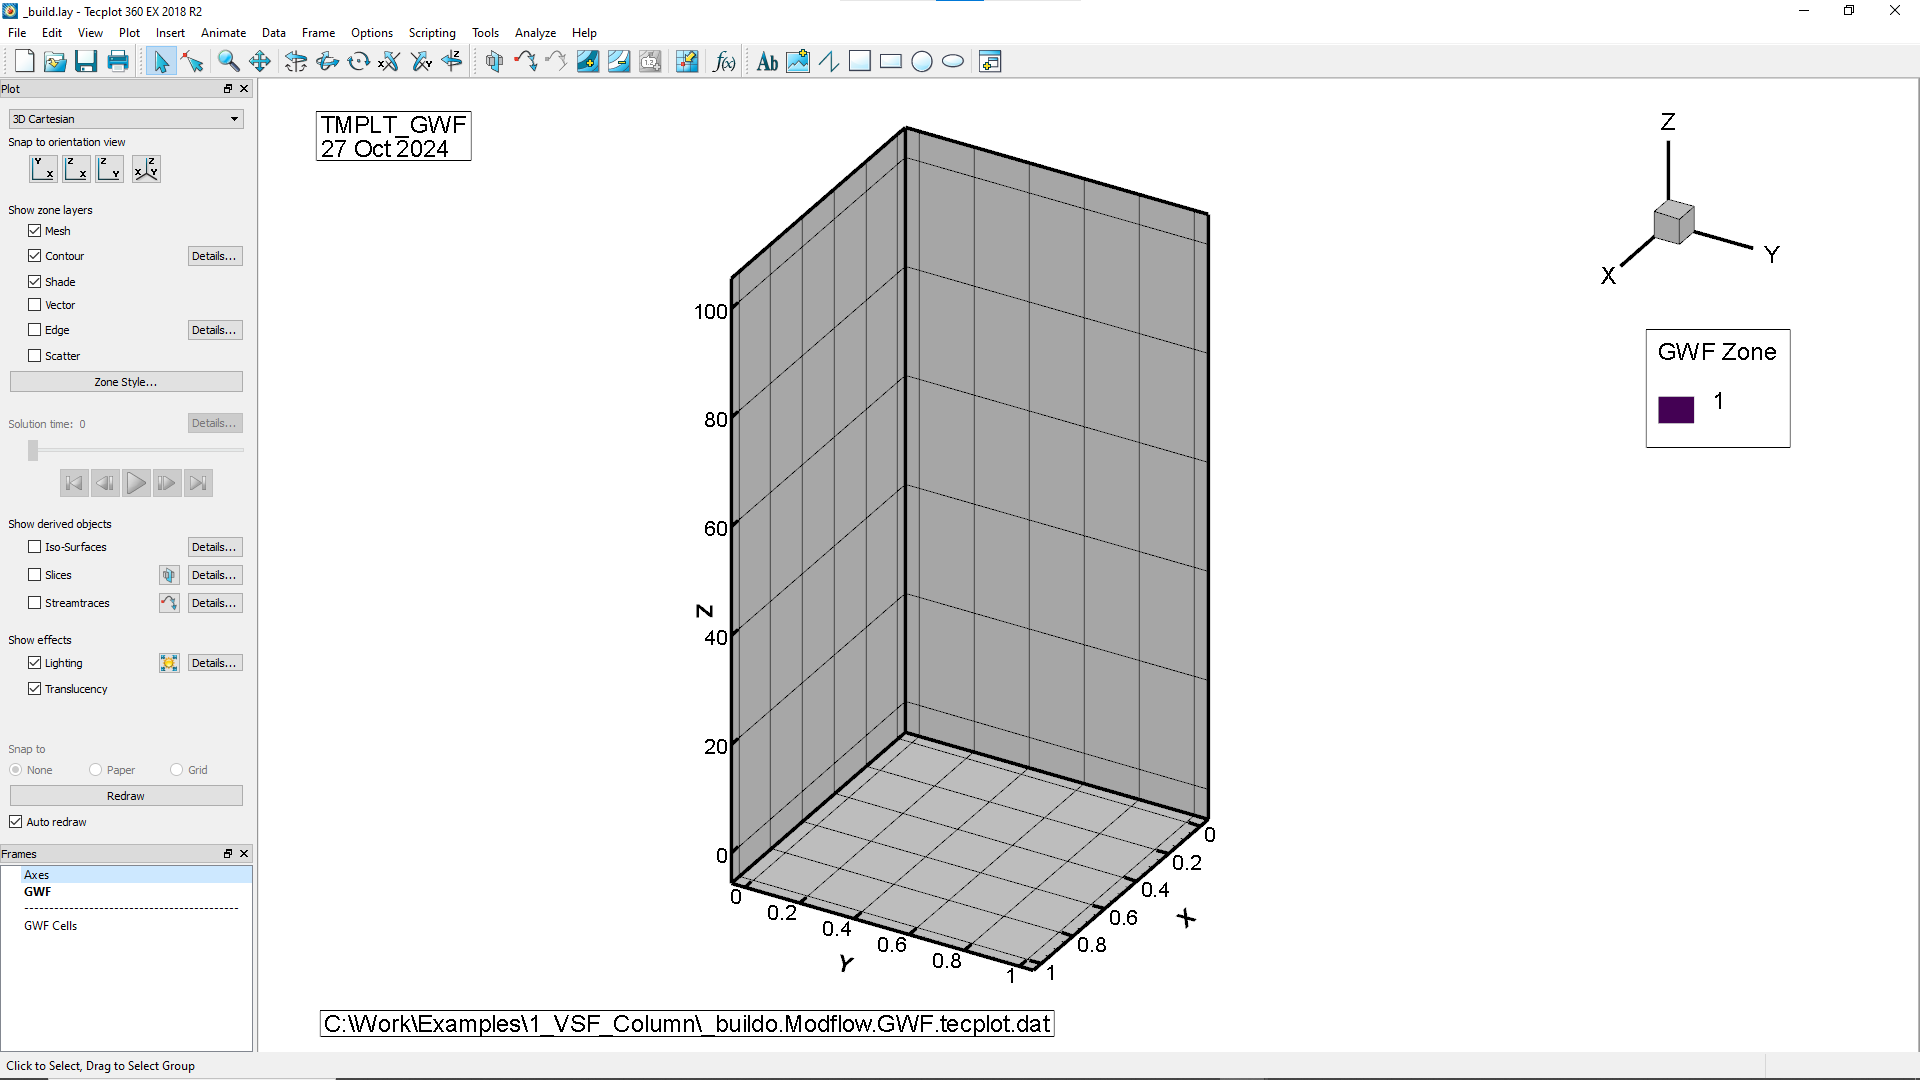 _build.lay - Tecplot 360 EX 2018 R2
File Edit View Plot Insert Animate Data Frame Options Scripting Tools Analyze Help
1.2
Ab
f(x)
Plot
3D Cartesian
Snap to orientation view
Y X Z X Z Y Z X Y
Show zone layers
Mesh
Contour Details...
Shade
Vector
Edge Details...
Scatter
Zone Style...
Solution time: 0 Details...
Show derived objects
Iso-Surfaces Details...
Slices Details...
Streamtraces Details...
Show effects
Lighting Details...
Translucency
Snap to
None Paper Grid
Redraw
Auto redraw
Frames
Axes
GWF
GWF Cells
Click to Select, Drag to Select Group
TMPLT_GWF
27 Oct 2024
Z
100
80
60
40
20
0
0 0.2 0.4 0.6 0.8 1
Y
0
0.2
0.4
0.6
0.8
1
X
Z
X
Y
GWF Zone
1
C:\Work\Examples\1_VSF_Column\_buildo.Modflow.GWF.tecplot.dat